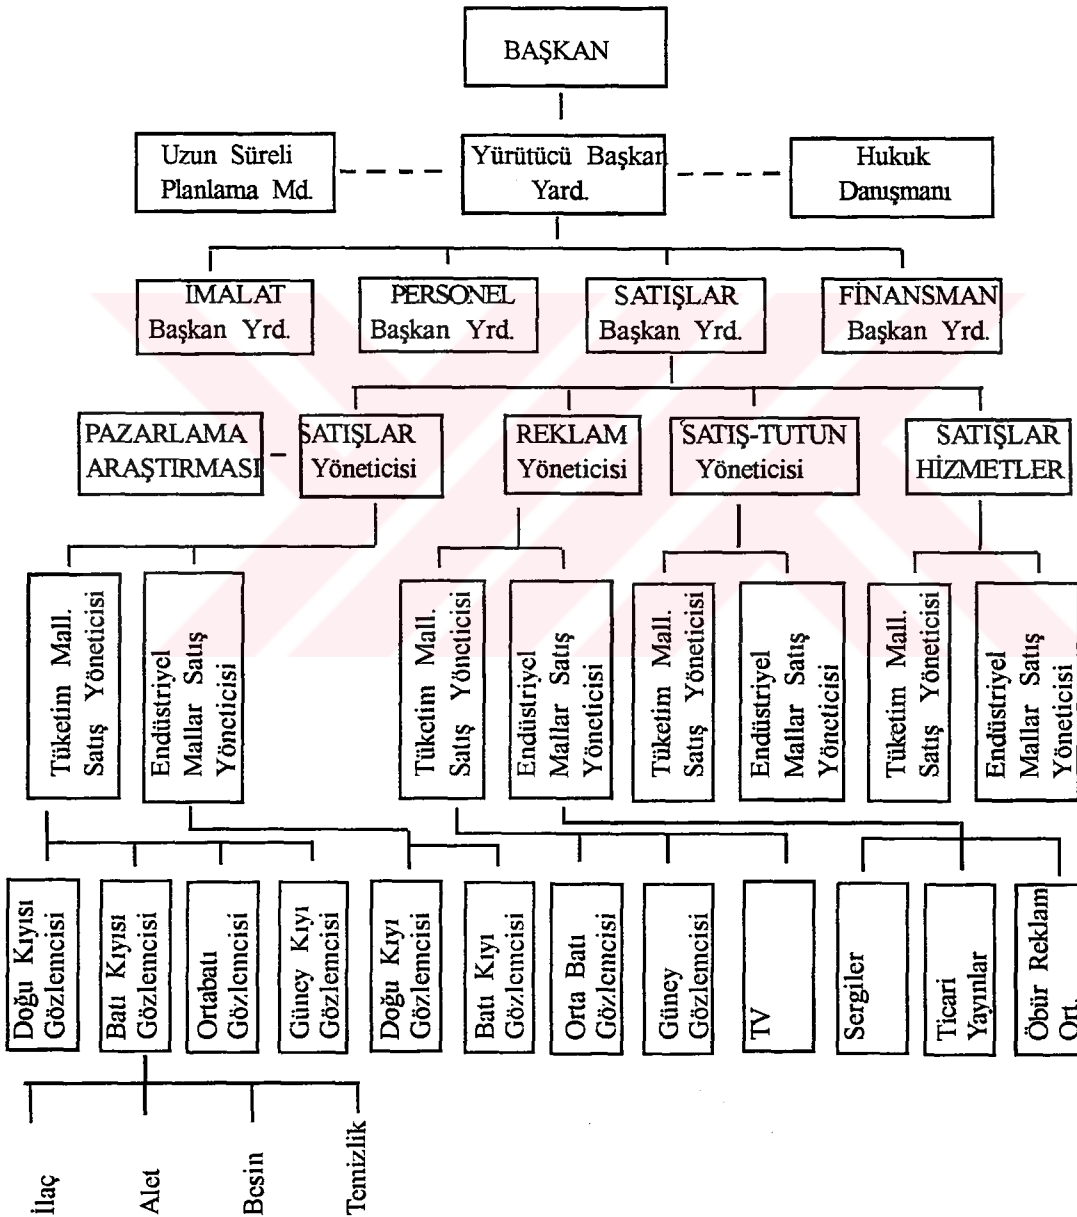 BAŞKAN
Uzun Süreli
Planlama Md.
Yürütücü Başkan
Yard.
Hukuk
Danışmanı
İMALAT
Başkan Yrd.
PERSONEL
Başkan Yrd.
SATIŞLAR
Başkan Yrd.
FİNANSMAN
Başkan Yrd.
PAZARLAMA
ARAŞTIRMASI
SATIŞLAR
Yöneticisi
REKLAM
Yöneticisi
SATIŞ-TUTUN
Yöneticisi
SATIŞLAR
HİZMETLER
Tüketim Mall.
Satış Yöneticisi
Endüstriyel
Mallar Satış
Yöneticisi
Tüketim Mall.
Satış Yöneticisi
Endüstriyel
Mallar Satış
Yöneticisi
Tüketim Mall.
Satış Yöneticisi
Endüstriyel
Mallar Satış
Yöneticisi
Tüketim Mall.
Satış Yöneticisi
Endüstriyel
Mallar Satış
Yöneticisi
Doğu Kıyısı
Gözlemcisi
Batı Kıyısı
Gözlemcisi
Ortabatı
Gözlemcisi
Güney Kıyı
Gözlemcisi
Doğu Kıyı
Gözlemcisi
Batı Kıyı
Gözlemcisi
Orta Batı
Gözlemcisi
Güney
Gözlemcisi
TV
Sergiler
Ticari
Yayınlar
Öbür Reklam
Ort.
İlaç
Alet
Besin
Temizlik